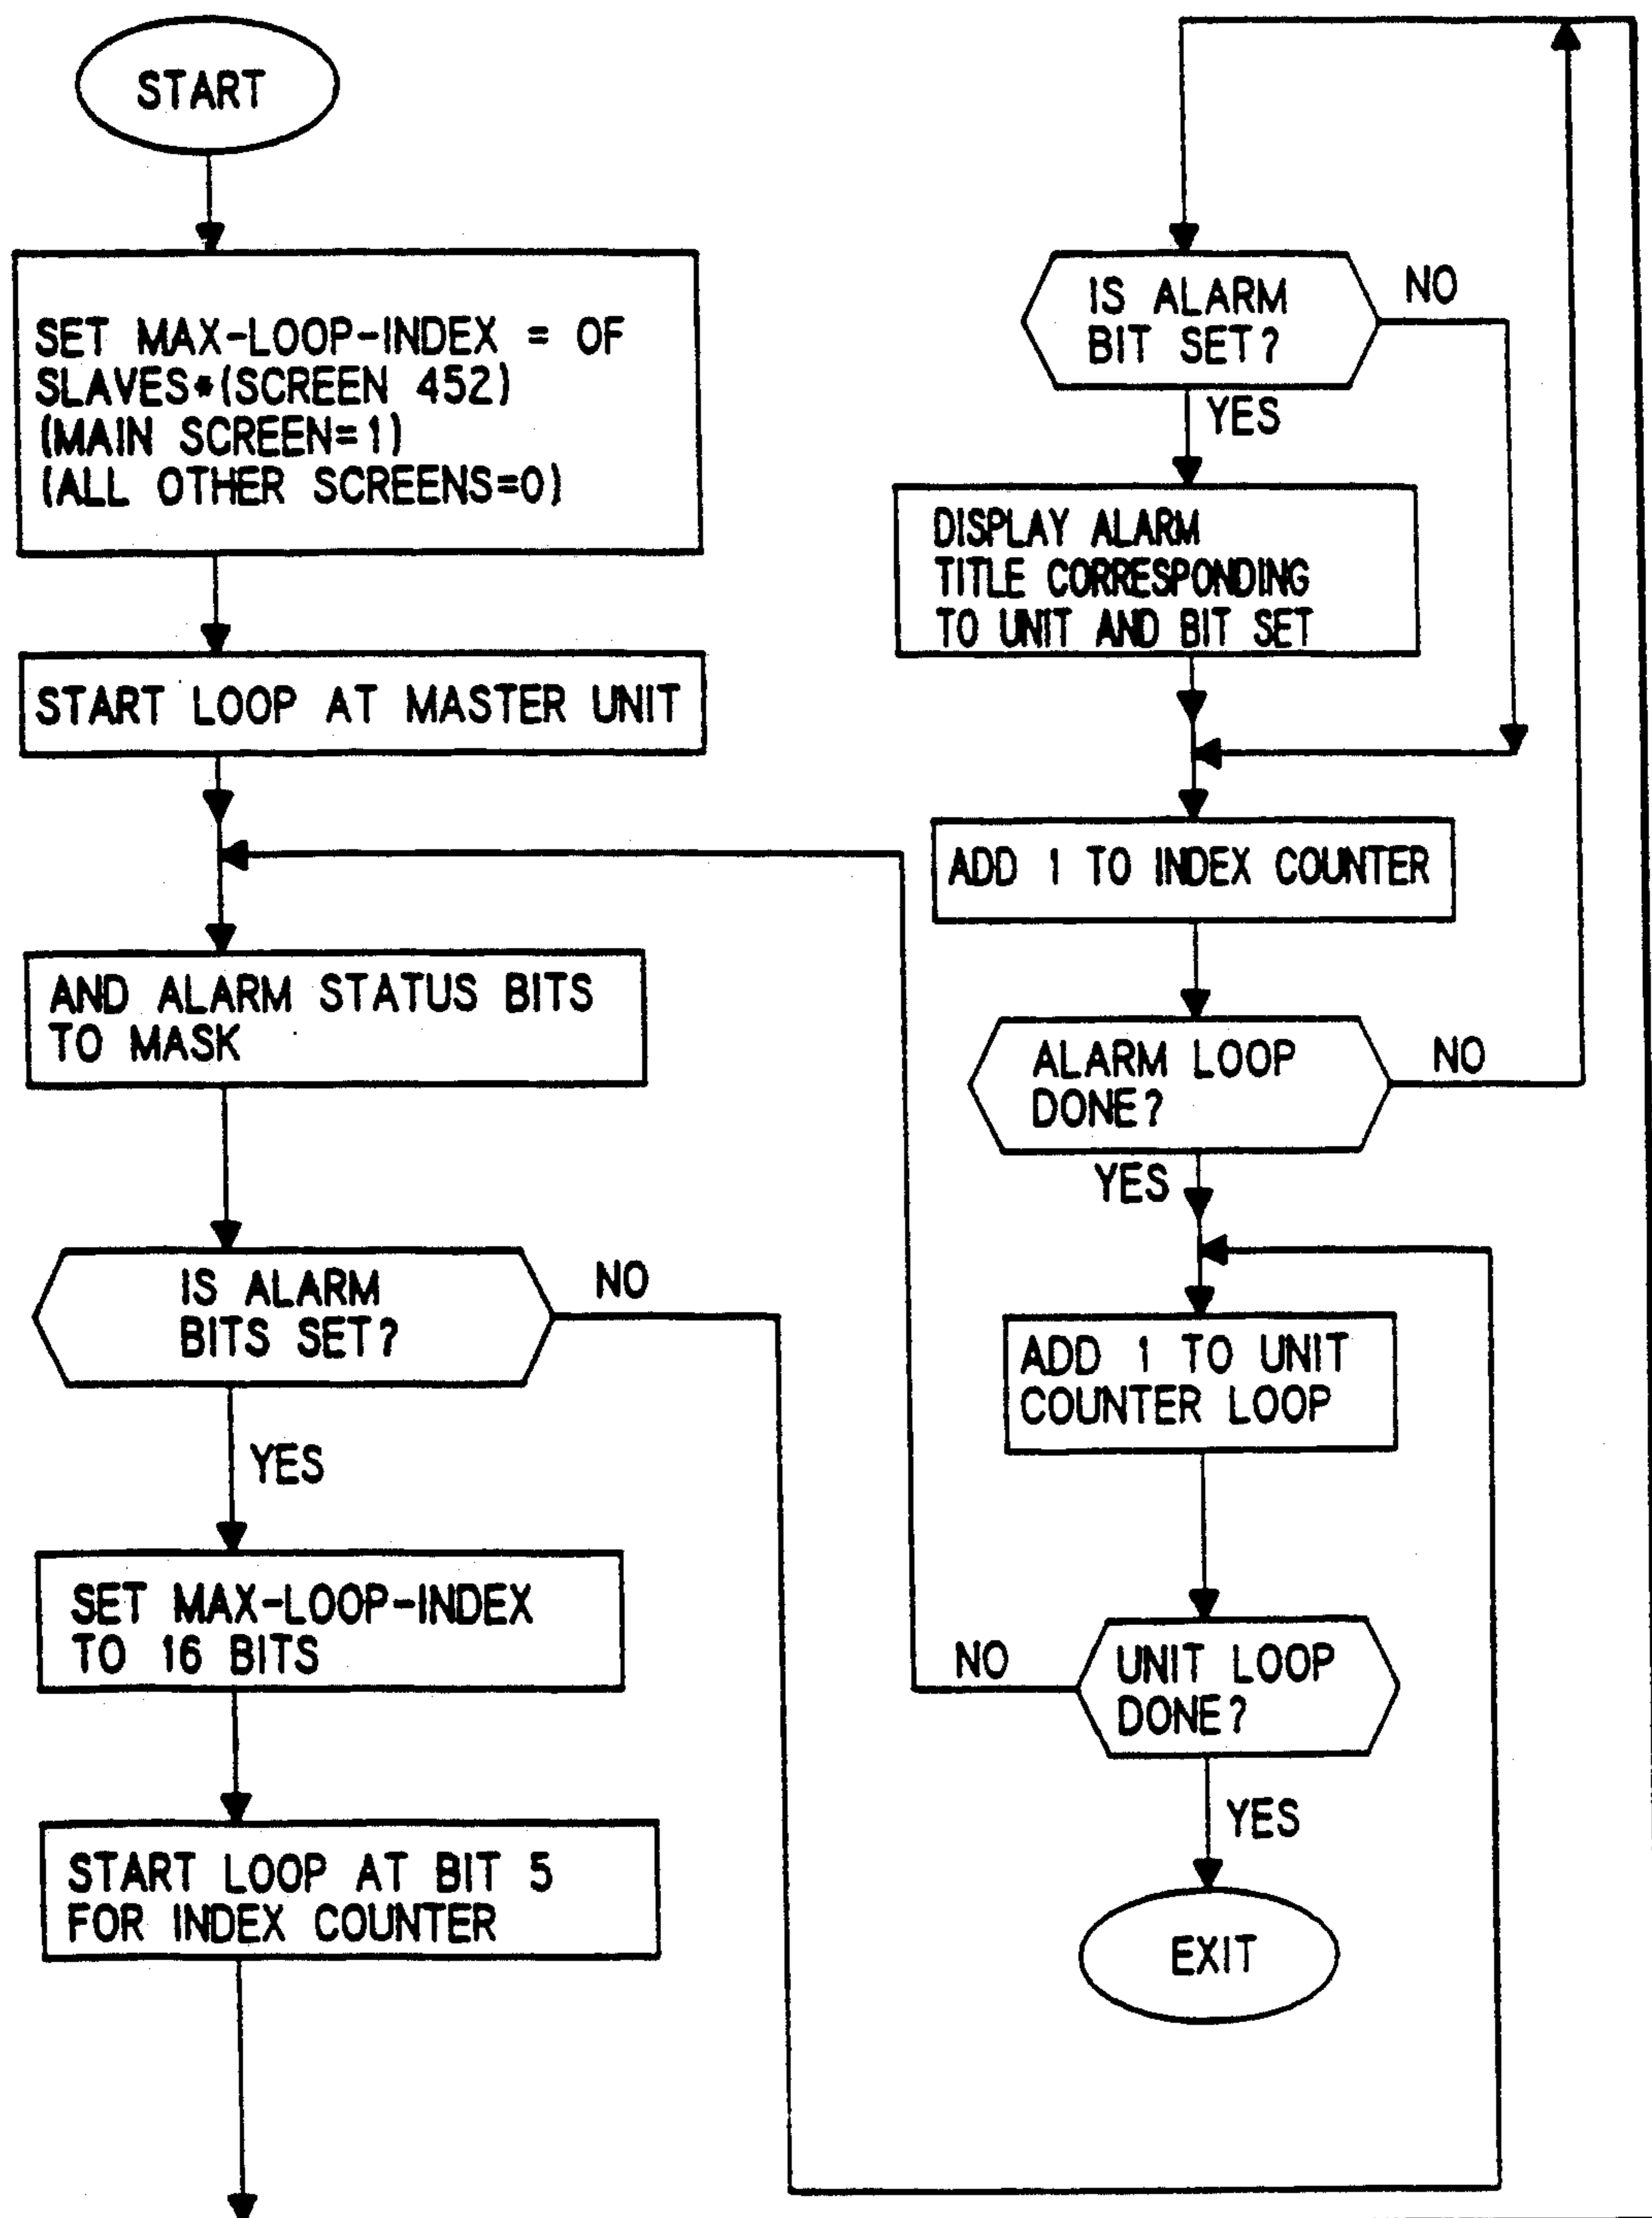 START
SET MAX-LOOP-INDEX = OF
SLAVES*(SCREEN 452)
(MAIN SCREEN=1)
(ALL OTHER SCREENS=0)
START LOOP AT MASTER UNIT
AND ALARM STATUS BITS
TO MASK
IS ALARM
BITS SET?
NO
YES
SET MAX-LOOP-INDEX
TO 16 BITS
START LOOP AT BIT 5
FOR INDEX COUNTER
IS ALARM
BIT SET?
NO
YES
DISPLAY ALARM
TITLE CORRESPONDING
TO UNIT AND BIT SET
ADD 1 TO INDEX COUNTER
ALARM LOOP
DONE?
NO
YES
ADD 1 TO UNIT
COUNTER LOOP
UNIT LOOP
DONE?
NO
YES
EXIT